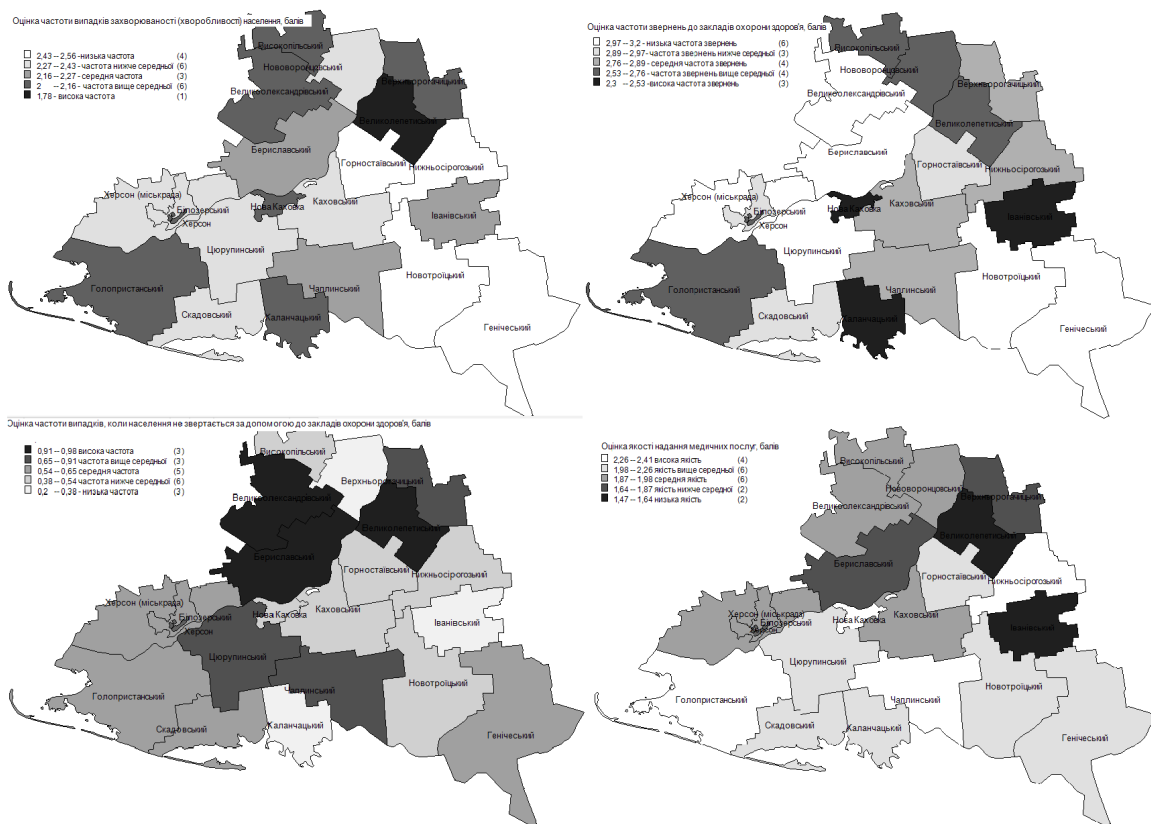 Оцінка частоти випадків захворюваності (хворобливості) населення, балів
2,43 – 2,56 -низька частота (4)
2,27 – 2,43 - частота нижче середньої (6)
2,16 – 2,27 - середня частота (3)
2 – 2,16 - частота вище середньої (6)
1,78 - висока частота (1)
Високопільський
Нововоронцовський
Великоолександрівський
Верхньорогачицький
Великолепетиський
Бериславський
Горностаївський
Нижньосірогозький
Херсон (міськрада)
Білозерський
Херсон
Нова Каховка
Каховський
Іванівський
Цюрупинський
Голопристанський
Чаплинський
Новотроїцький
Скадовський
Каланчацький
Генічеський
Оцінка частоти звернень до закладів охорони здоров'я, балів
2,97 – 3,2 - низька частота звернень (6)
2,89 – 2,97 - частота звернень нижче середньої (3)
2,76 – 2,89 - середня частота звернень (4)
2,53 – 2,76 - частота звернень вище середньої (4)
2,3 – 2,53 - висока частота звернень (3)
Високопільський
Нововоронцовський
Великоолександрівський
Верхньорогачицький
Великолепетиський
Бериславський
Горностаївський
Нижньосірогозький
Херсон (міськрада)
Білозерський
Херсон
Нова Каховка
Каховський
Іванівський
Цюрупинський
Голопристанський
Чаплинський
Новотроїцький
Скадовський
Каланчацький
Генічеський
Оцінка частоти випадків, коли населення не звертається за допомогою до закладів охорони здоров'я, балів
0,91 – 0,98 висока частота (3)
0,65 – 0,91 частота вище середньої (3)
0,54 – 0,65 середня частота (5)
0,38 – 0,54 частота нижче середньої (6)
0,2 – 0,38 - низька частота (3)
Високопільський
Верхньорогачицький
Великоолександрівський
Великолепетиський
Бериславський
Горностаївський
Нижньосірогозький
Херсон (міськрада)
Білозерський
Херсон
Нова Каховка
Каховський
Іванівський
Цюрупинський
Голопристанський
Чаплинський
Новотроїцький
Скадовський
Каланчацький
Генічеський
Оцінка якості надання медичних послуг, балів
2,26 – 2,41 висока якість (4)
1,98 – 2,26 якість вище середньої (6)
1,87 – 1,98 середня якість (6)
1,64 – 1,87 якість нижче середньої (2)
1,47 – 1,64 низька якість (2)
Високопільський
Нововоронцовський
Великоолександрівський
Верхньорогачицький
Великолепетиський
Бериславський
Горностаївський
Нижньосірогозький
Херсон (міськрада)
Білозерський
Херсон
Нова Каховка
Каховський
Іванівський
Цюрупинський
Голопристанський
Чаплинський
Новотроїцький
Скадовський
Каланчацький
Генічеський